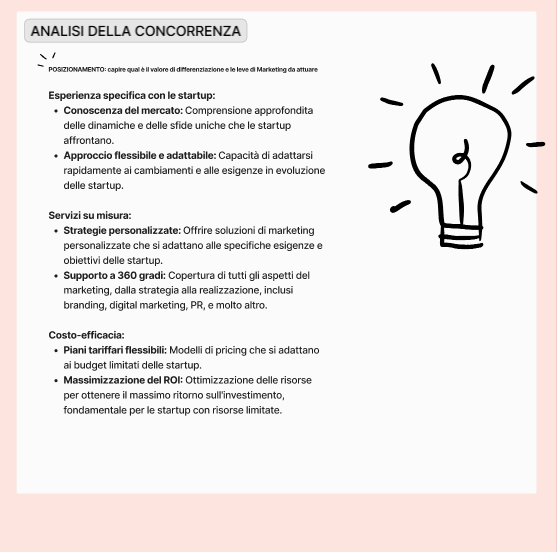 ANALISI DELLA CONCORRENZA
POSIZIONAMENTO: capire qual è il valore di differenziazione e le leve di Marketing da attuare
Esperienza specifica con le startup:
• Conoscenza del mercato: Comprensione approfondita
delle dinamiche e delle sfide uniche che le startup
affrontano.
• Approccio flessibile e adattabile: Capacità di adattarsi
rapidamente ai cambiamenti e alle esigenze in evoluzione
delle startup.
Servizi su misura:
• Strategie personalizzate: Offrire soluzioni di marketing
personalizzate che si adattano alle specifiche esigenze e
obiettivi delle startup.
• Supporto a 360 gradi: Copertura di tutti gli aspetti del
marketing, dalla strategia alla realizzazione, inclusi
branding, digital marketing, PR, e molto altro.
Costo-efficacia:
• Piani tariffari flessibili: Modelli di pricing che si adattano
ai budget limitati delle startup.
• Massimizzazione del ROI: Ottimizzazione delle risorse
per ottenere il massimo ritorno sull'investimento,
fondamentale per le startup con risorse limitate.